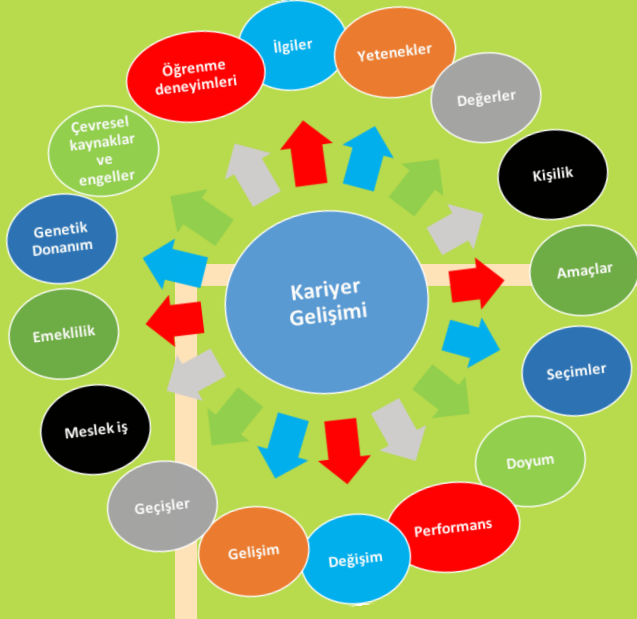 İlgiler
Yetenekler
Değerler
Kişilik
Amaçlar
Seçimler
Doyum
Performans
Değişim
Gelişim
Geçişler
Meslek iş
Emeklilik
Genetik
Donanım
Çevresel
kaynaklar
ve
engeller
Öğrenme
deneyimleri
Kariyer
Gelişimi